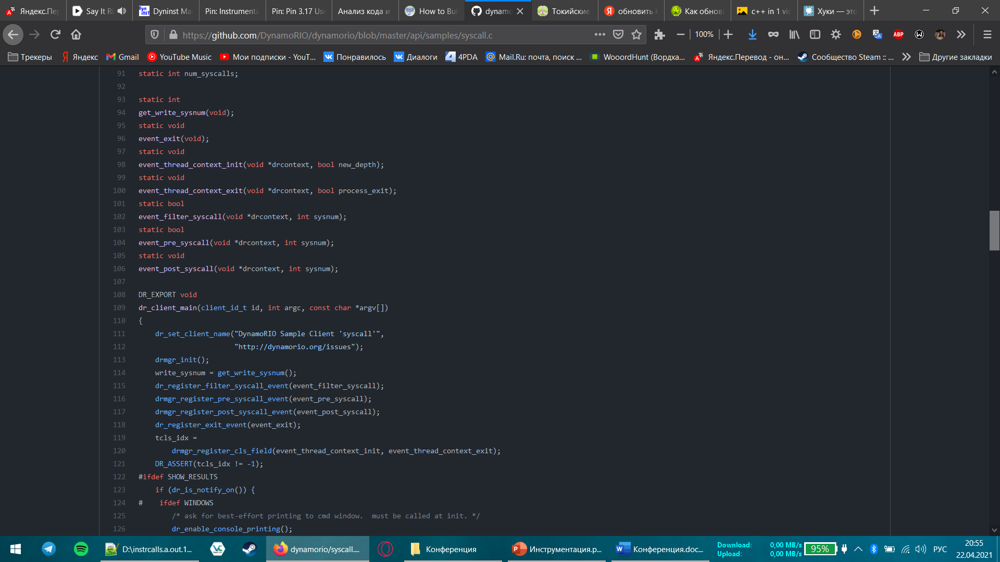 Яндекс.Пер
Say It Ri
Dyninst Ma
Pin: Instrumenta
Pin: Pin 3.17 Use
Анализ кода и
How to Bui
dynamo
Токийские
обновить
Как обнов
c++ in 1 vic
Хуки — это
https://github.com/DynamoRIO/dynamorio/blob/master/api/samples/syscall.c
100%
ABP
Трекеры
Яндекс
Gmail
YouTube Music
Мои подписки - YouT...
Понравилось
Диалоги
4PDA
Mail.Ru: почта, поиск ...
WooordHunt (Вордха...
Яндекс.Перевод – он...
Сообщество Steam :: ...
Другие закладки
91 static int num_syscalls;
92
93 static int
94 get_write_sysnum(void);
95 static void
96 event_exit(void);
97 static void
98 event_thread_context_init(void *drcontext, bool new_depth);
99 static void
100 event_thread_context_exit(void *drcontext, bool process_exit);
101 static bool
102 event_filter_syscall(void *drcontext, int sysnum);
103 static bool
104 event_pre_syscall(void *drcontext, int sysnum);
105 static void
106 event_post_syscall(void *drcontext, int sysnum);
107
108 DR_EXPORT void
109 dr_client_main(client_id_t id, int argc, const char *argv[])
110 {
111 dr_set_client_name("DynamoRIO Sample Client 'syscall'",
112 "http://dynamorio.org/issues");
113 drmgr_init();
114 write_sysnum = get_write_sysnum();
115 dr_register_filter_syscall_event(event_filter_syscall);
116 drmgr_register_pre_syscall_event(event_pre_syscall);
117 drmgr_register_post_syscall_event(event_post_syscall);
118 dr_register_exit_event(event_exit);
119 tcls_idx =
120 drmgr_register_cls_field(event_thread_context_init, event_thread_context_exit);
121 DR_ASSERT(tcls_idx != -1);
122 #ifdef SHOW_RESULTS
123 if (dr_is_notify_on()) {
124 # ifdef WINDOWS
125 /* ask for best-effort printing to cmd window. must be called at init. */
126 dr_enable_console_printing();
D:\instrcalls.a.out.1...
dynamorio/syscall....
Конференция
Инструментация.p...
Конференция.doc...
Download: 0,00 MB/s
Upload: 0,00 MB/s
95%
РУС
20:55
22.04.2021